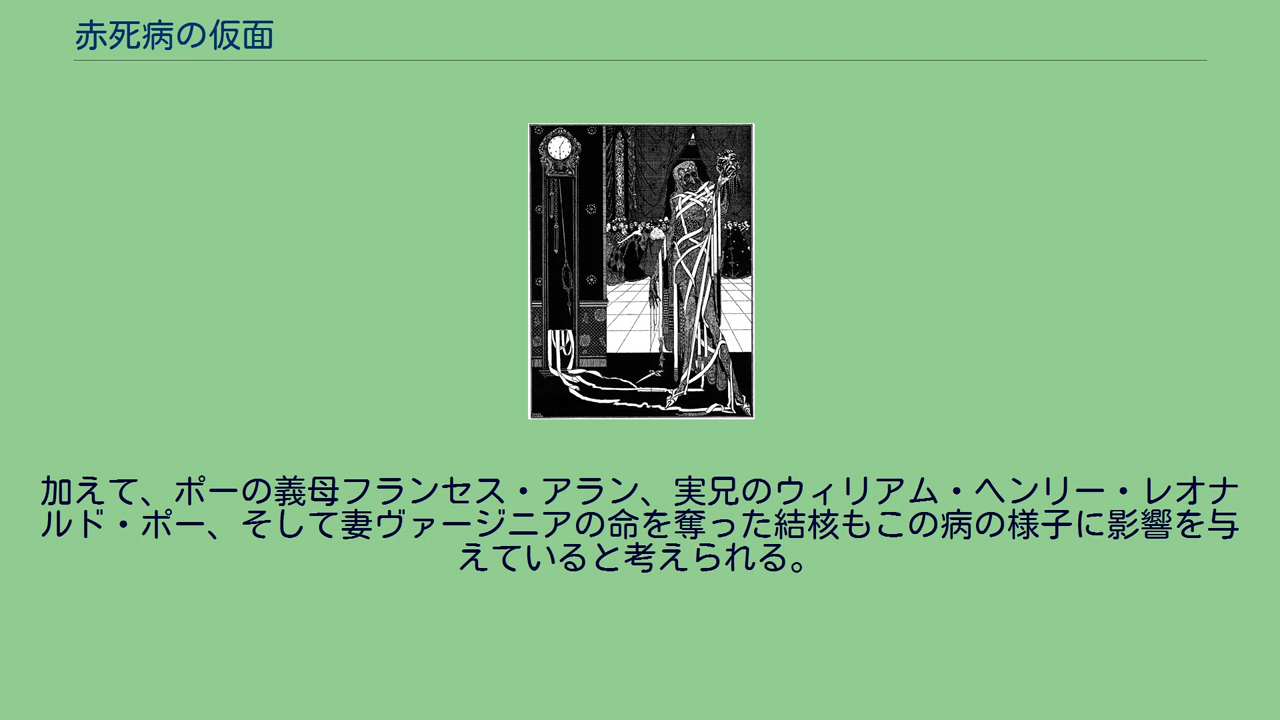 赤死病の仮面
加えて、ポーの義母フランセス・アラン、実兄のウィリアム・ヘンリー・レオナ
ルド・ポー、そして妻ヴァージニアの命を奪った結核もこの病の様子に影響を与
えていると考えられる。